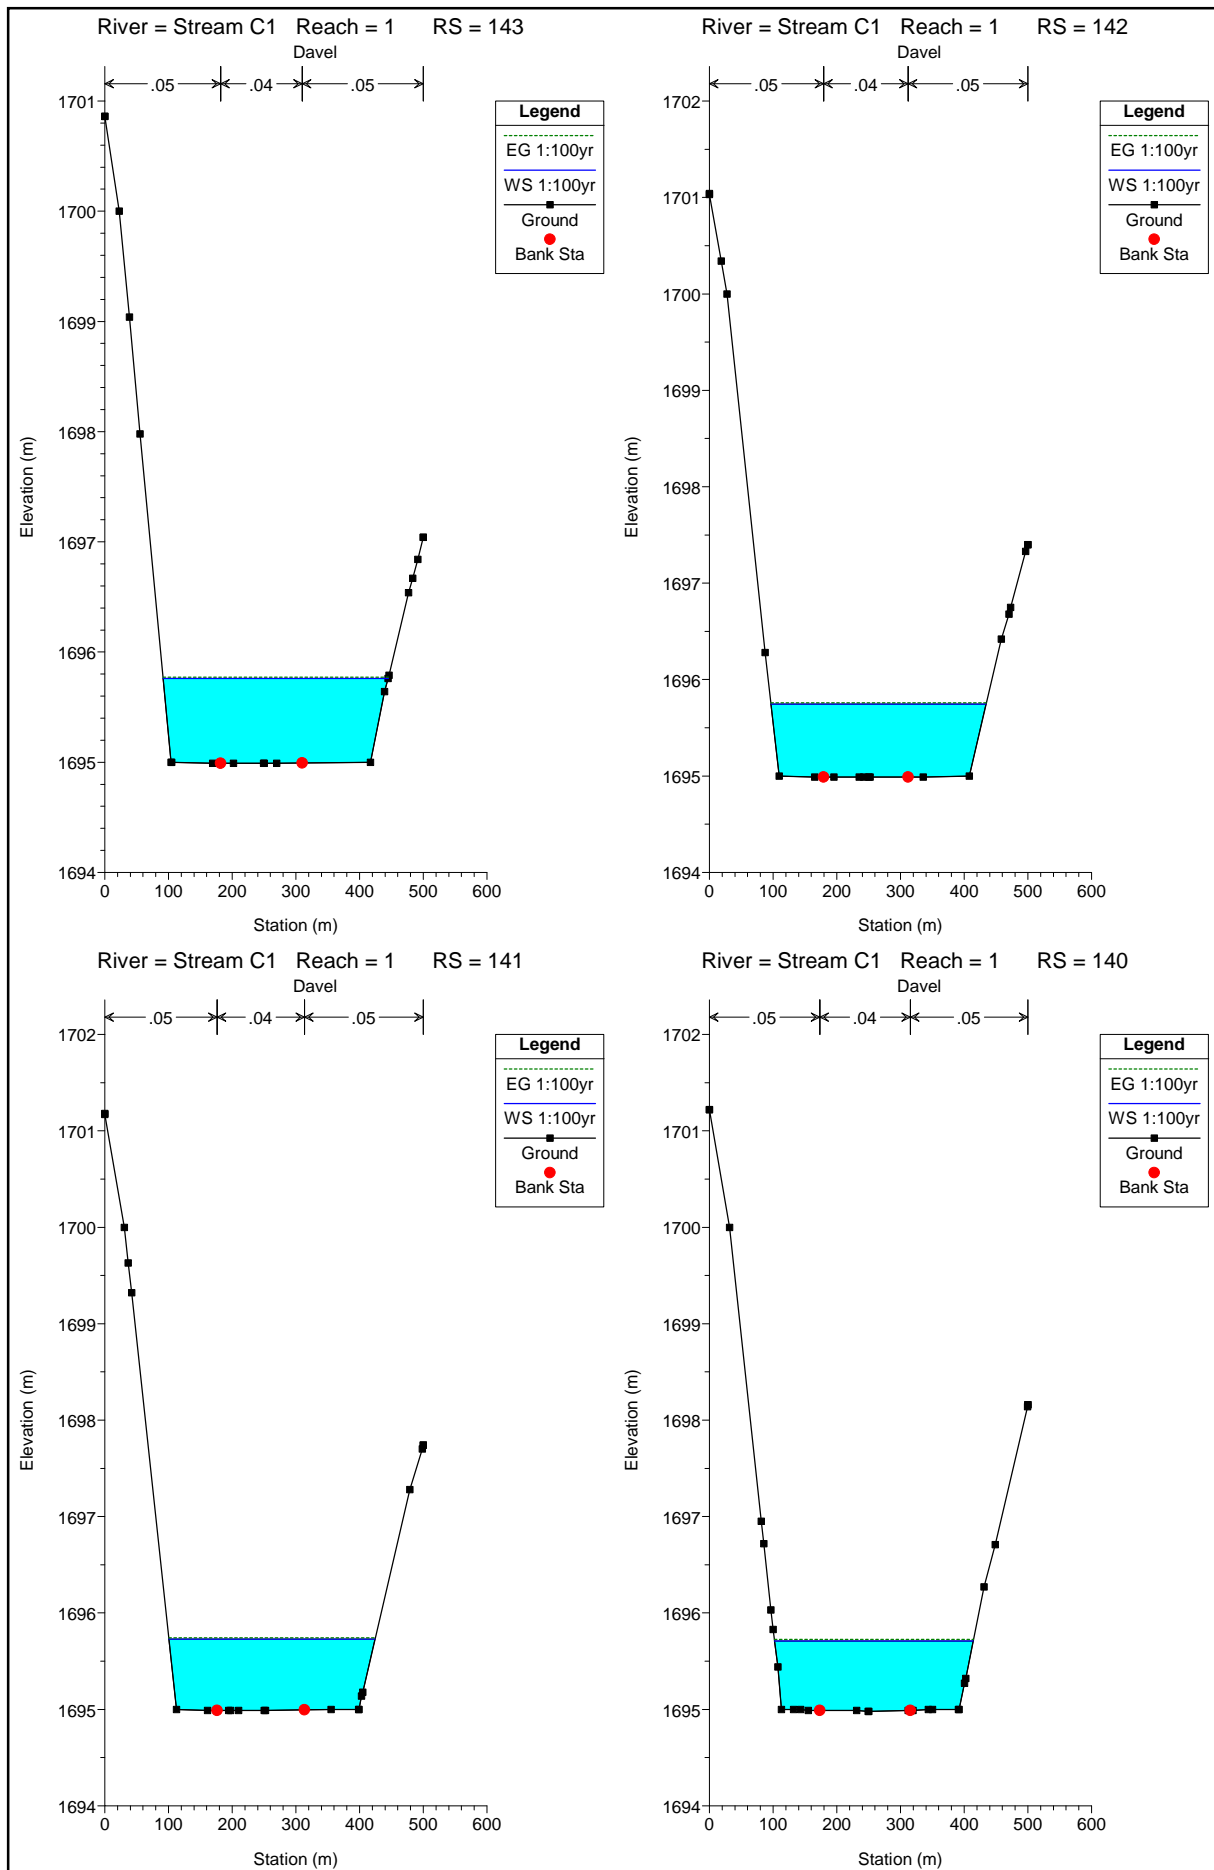 River = Stream C1 Reach = 1 RS = 143
Davel
.05 .04 .05
1701
1700
1699
1698
1697
1696
1695
1694
Elevation (m)
0 100 200 300 400 500 600
Station (m)
Legend
EG 1:100yr
WS 1:100yr
Ground
Bank Sta
River = Stream C1 Reach = 1 RS = 142
Davel
.05 .04 .05
1702
1701
1700
1699
1698
1697
1696
1695
1694
Elevation (m)
0 100 200 300 400 500 600
Station (m)
Legend
EG 1:100yr
WS 1:100yr
Ground
Bank Sta
River = Stream C1 Reach = 1 RS = 141
Davel
.05 .04 .05
1702
1701
1700
1699
1698
1697
1696
1695
1694
Elevation (m)
0 100 200 300 400 500 600
Station (m)
Legend
EG 1:100yr
WS 1:100yr
Ground
Bank Sta
River = Stream C1 Reach = 1 RS = 140
Davel
.05 .04 .05
1702
1701
1700
1699
1698
1697
1696
1695
1694
Elevation (m)
0 100 200 300 400 500 600
Station (m)
Legend
EG 1:100yr
WS 1:100yr
Ground
Bank Sta